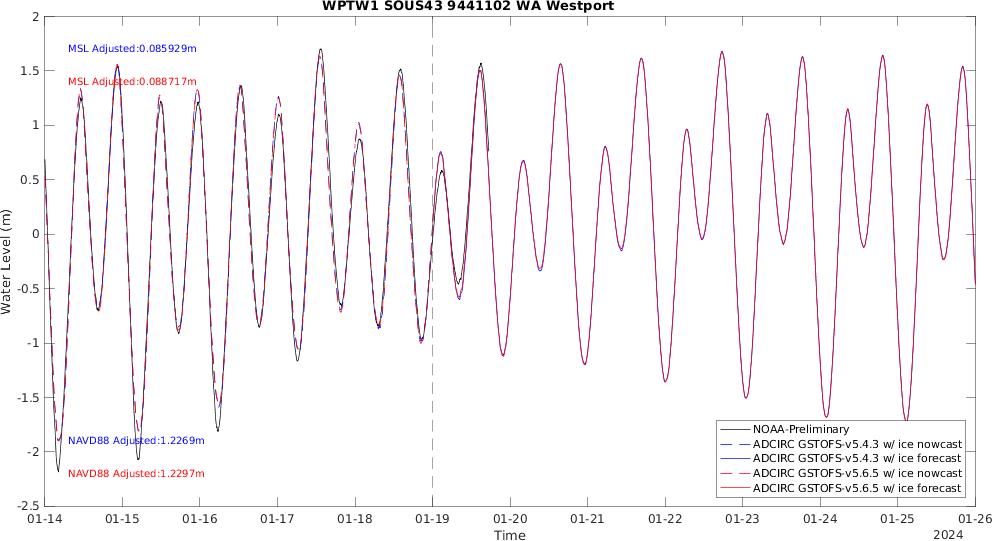 WPTW1 SOUS43 9441102 WA Westport
MSL Adjusted:0.085929m
MSL Adjusted:0.088717m
NAVD88 Adjusted:1.2269m
NAVD88 Adjusted:1.2297m
Water Level (m)
2
1.5
1
0.5
0
-0.5
-1
-1.5
-2
-2.5
NOAA-Preliminary
ADCIRC GSTOFS-v5.4.3 w/ ice nowcast
ADCIRC GSTOFS-v5.4.3 w/ ice forecast
ADCIRC GSTOFS-v5.6.5 w/ ice nowcast
ADCIRC GSTOFS-v5.6.5 w/ ice forecast
01-14 01-15 01-16 01-17 01-18 01-19 01-20 01-21 01-22 01-23 01-24 01-25 01-26
Time
2024